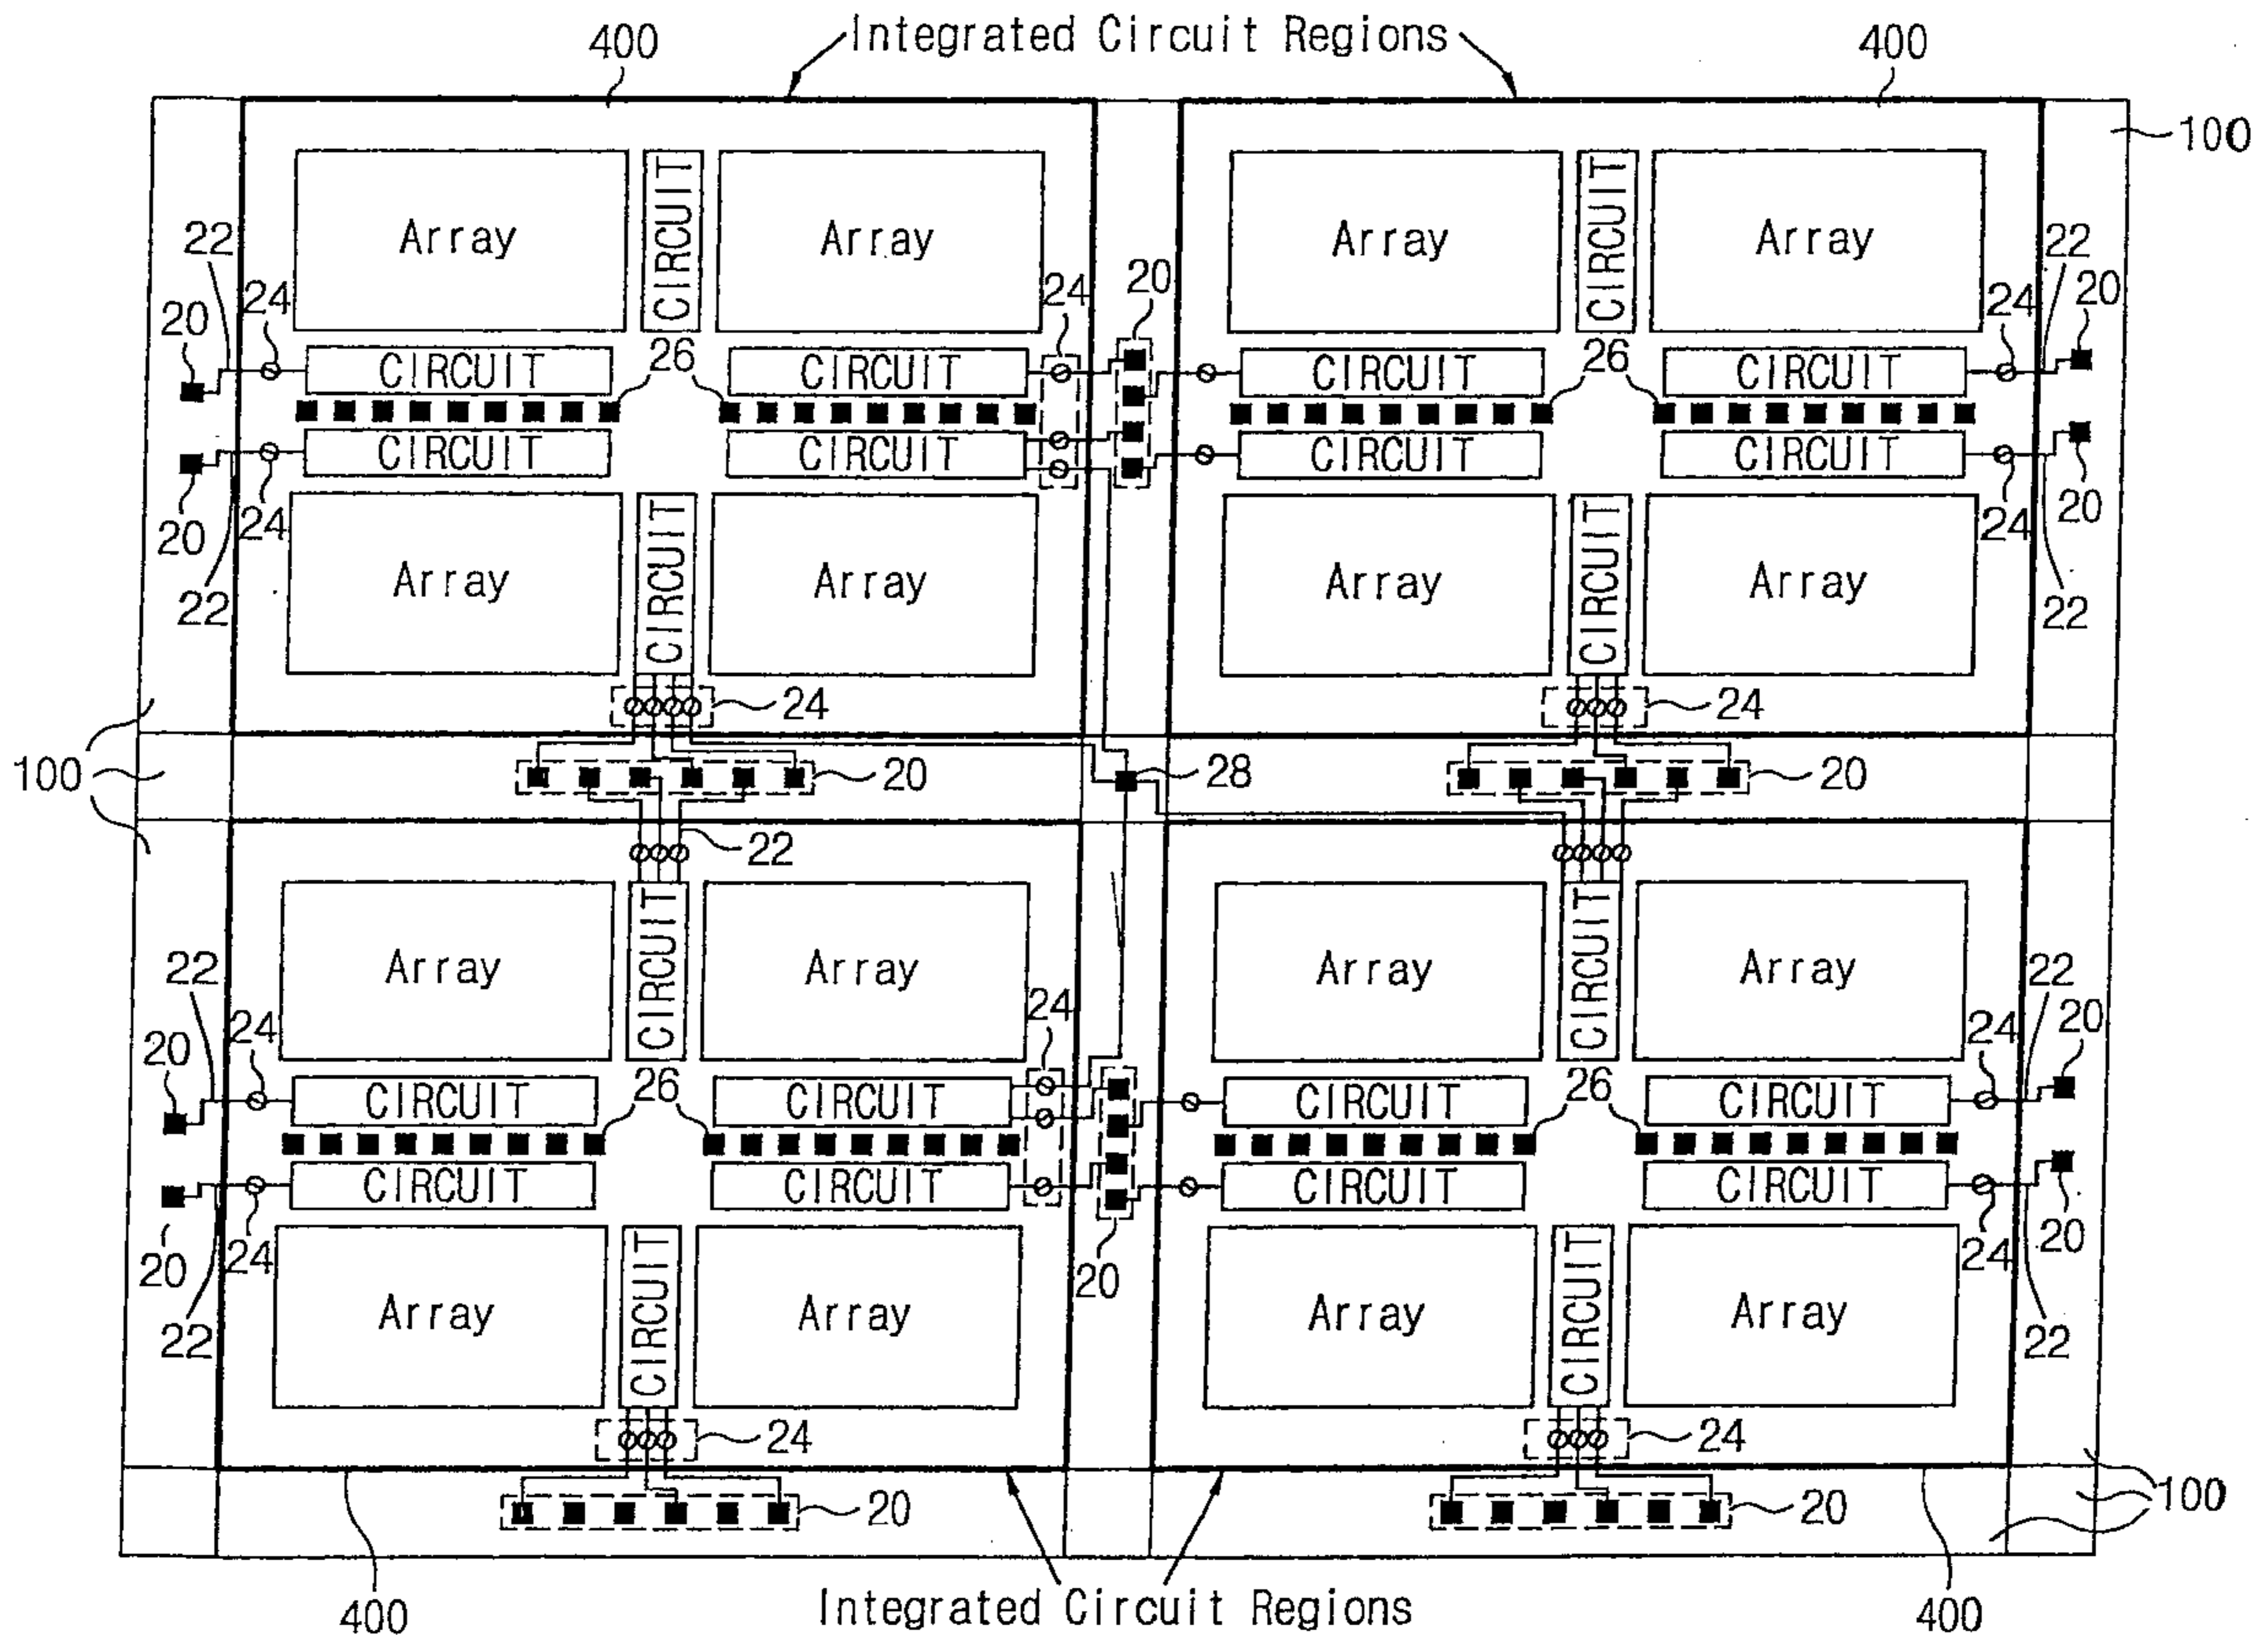 400 Integrated Circuit Regions 400
100
Array CIRCUIT Array Array CIRCUIT Array
22 20 24 22
20 24 24 24 20
CIRCUIT 26 CIRCUIT CIRCUIT 26 CIRCUIT
CIRCUIT CIRCUIT CIRCUIT CIRCUIT
20 24 24 20
22 22
Array CIRCUIT Array Array CIRCUIT Array
24 24
100 20 28 20
22
Array CIRCUIT Array Array CIRCUIT Array
22 22
20 24 24 24 20
CIRCUIT 26 CIRCUIT CIRCUIT 26 CIRCUIT
CIRCUIT CIRCUIT CIRCUIT CIRCUIT
20 24 20 24 20
22 22
Array CIRCUIT Array Array CIRCUIT Array
24 24
20 20 100
400 Integrated Circuit Regions 400